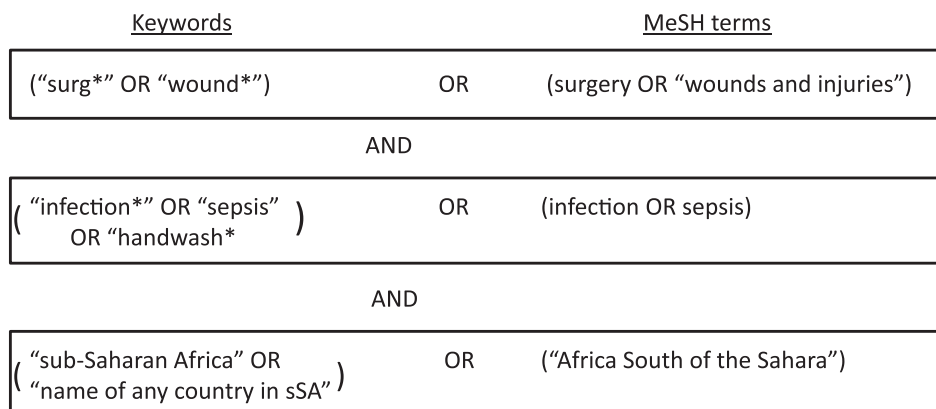 Keywords MeSH terms
(“surg*” OR “wound*”) OR (surgery OR “wounds and injuries”)
AND
(“infection*” OR “sepsis” OR “handwash*) OR (infection OR sepsis)
AND
(“sub-Saharan Africa” OR “name of any country in sSA”) OR (“Africa South of the Sahara”)